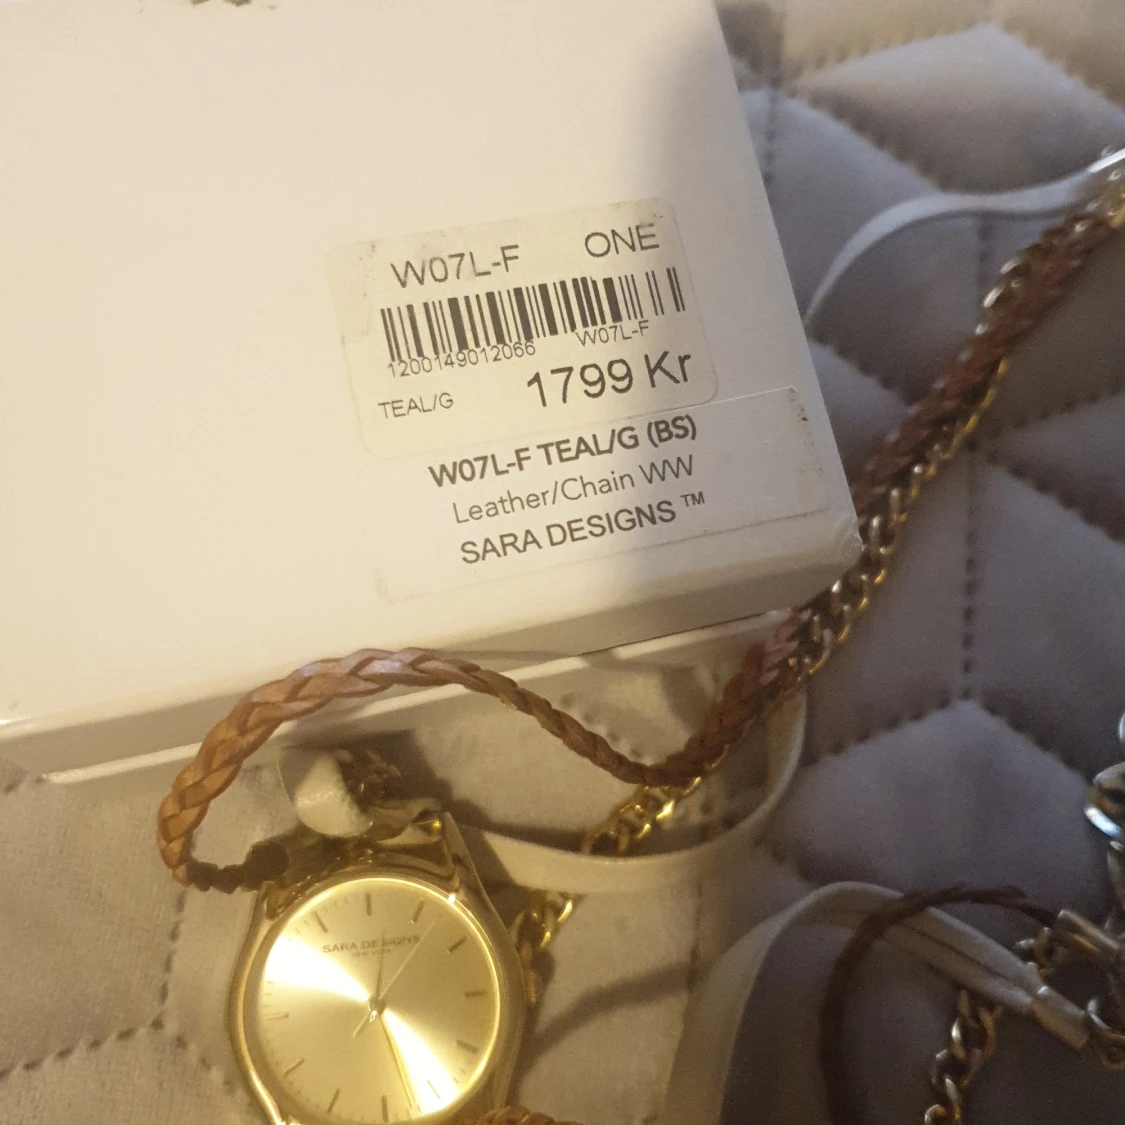 W07L-F ONE
1200149012066 W07L-F
TEAL/G 1799 Kr
W07L-F TEAL/G (BS)
Leather/Chain WW
SARA DESIGNS ™
SARA DESIGNS
NEW YORK